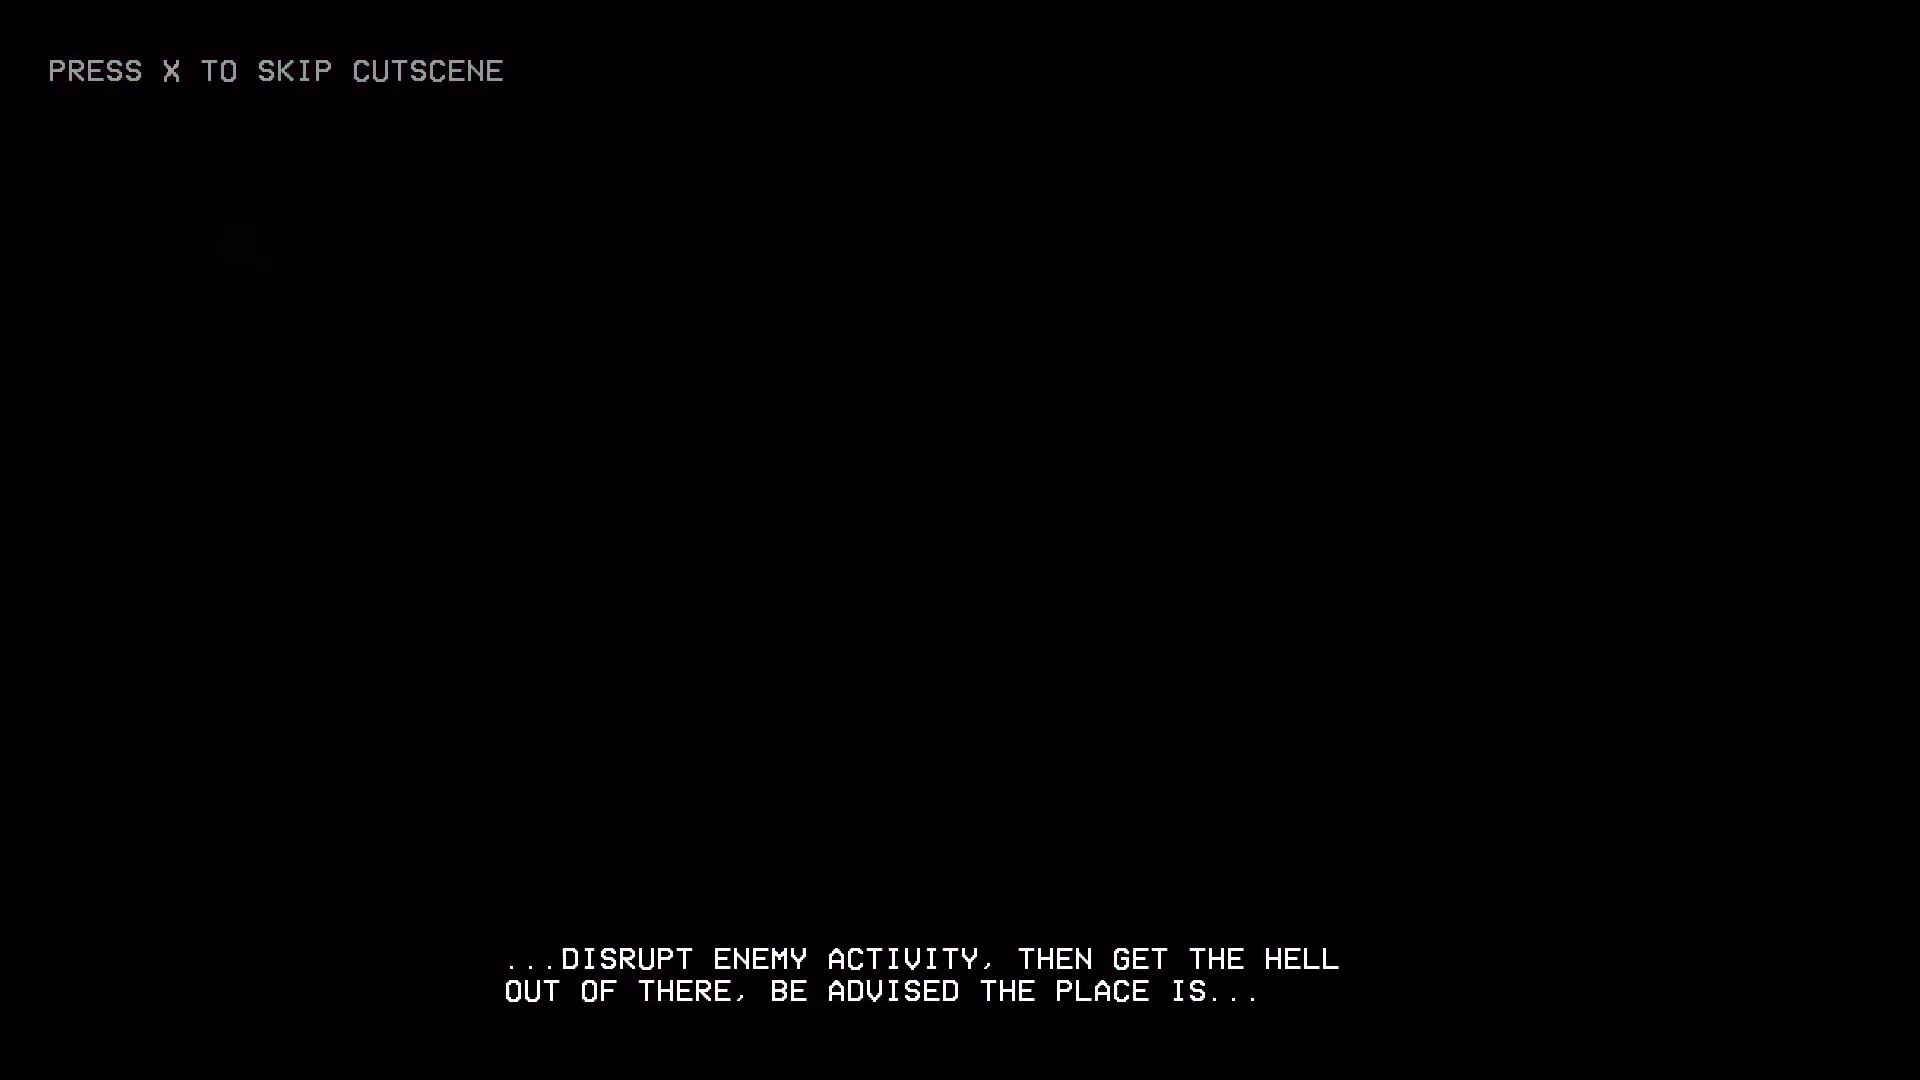 PRESS X TO SKIP CUTSCENE
...DISRUPT ENEMY ACTIVITY, THEN GET THE HELL
OUT OF THERE, BE ADVISED THE PLACE IS...